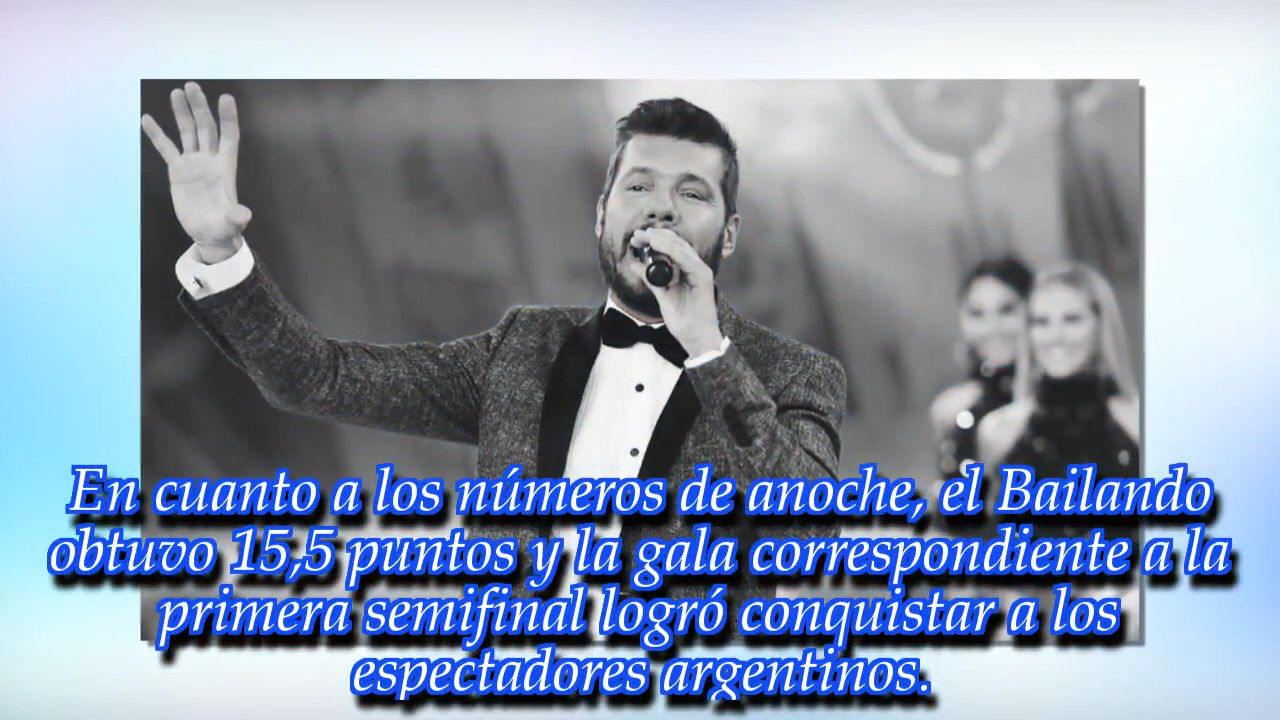 En cuanto a los números de anoche, el Bailando
obtuvo 15,5 puntos y la gala correspondiente a la
primera semifinal logró conquistar a los
espectadores argentinos.